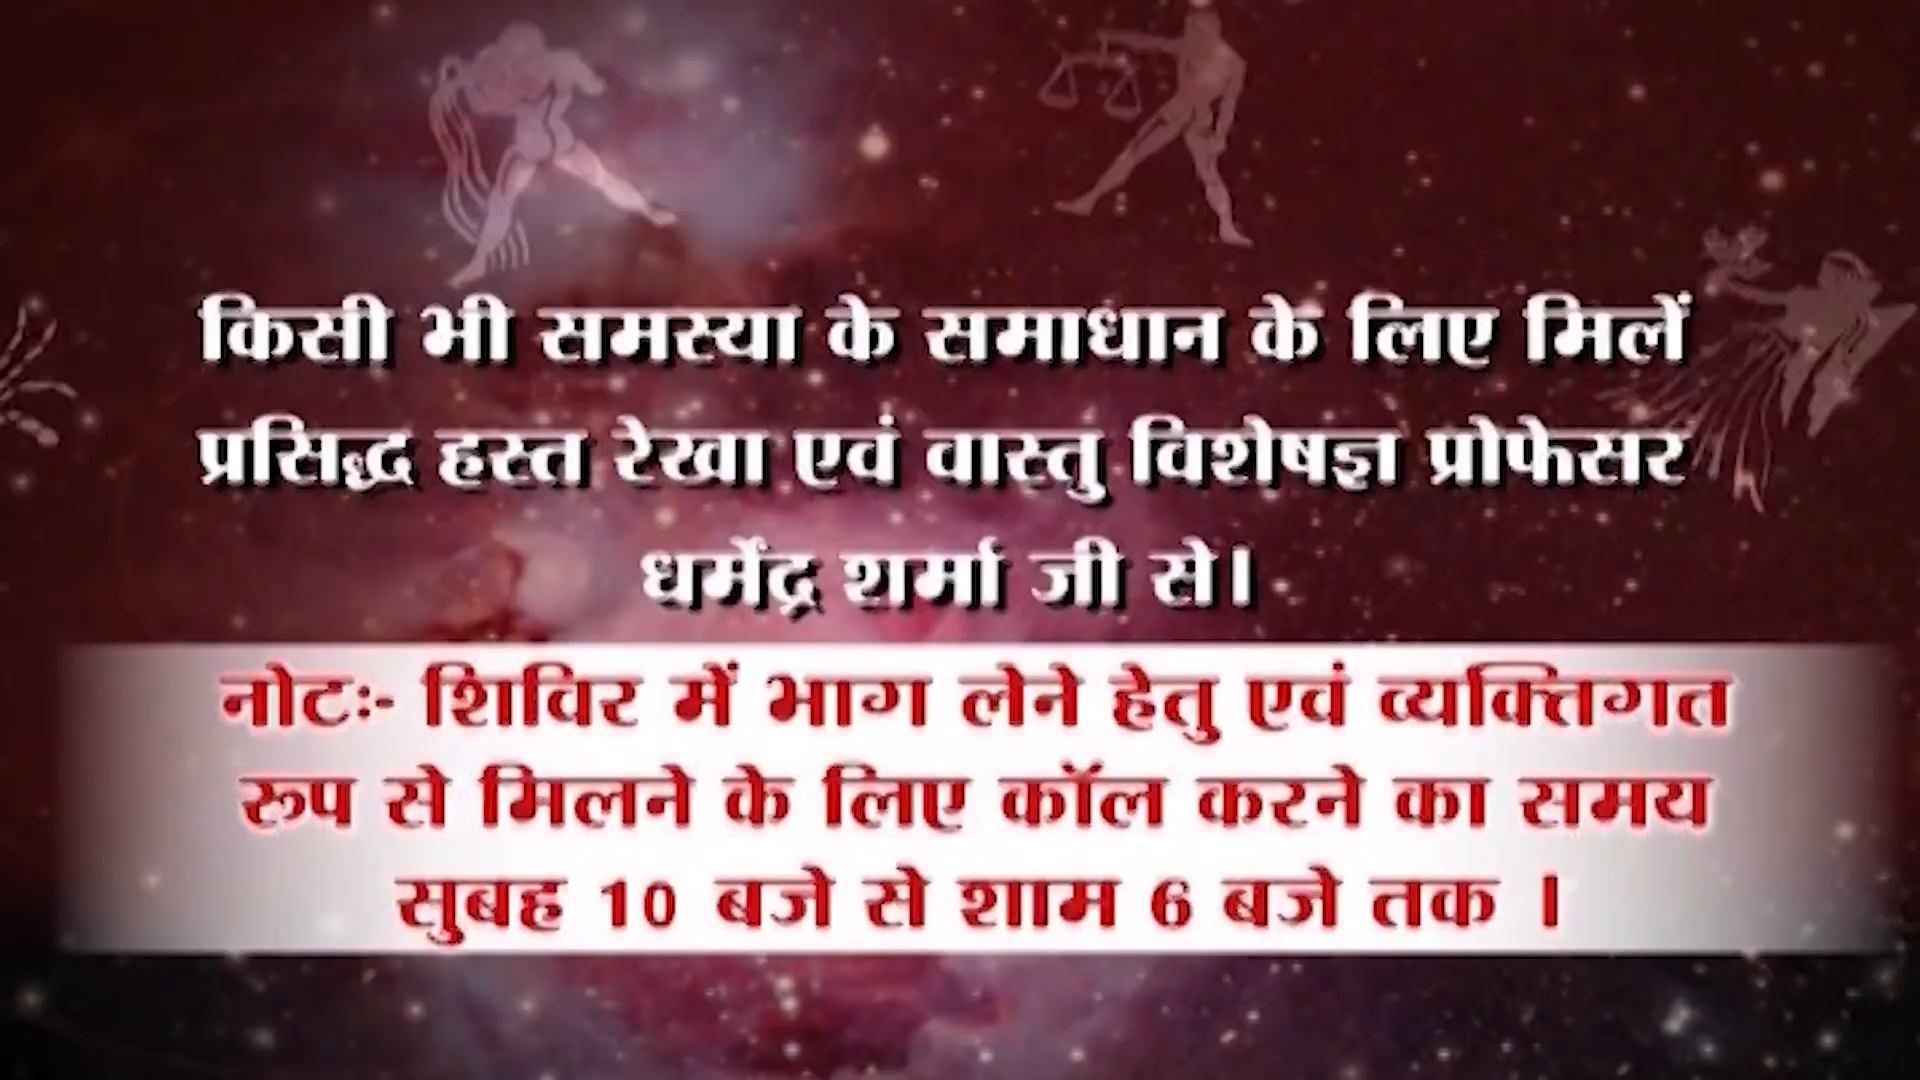 किसी भी समस्या के समाधान के लिए मिलें
प्रसिद्ध हस्त रेखा एवं वास्तु विशेषज्ञ प्रोफेसर
धर्मेंद्र शर्मा जी से।
नोटः- शिविर में भाग लेने हेतु एवं व्यक्तिगत
रूप से मिलने के लिए कॉल करने का समय
सुबह 10 बजे से शाम 6 बजे तक ।